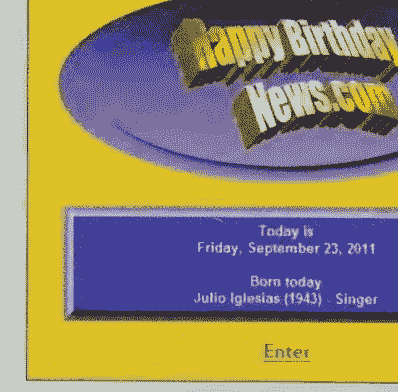 Happy Birthday
News.com
Today is
Friday, September 23, 2011
Born today
Julio Iglesias (1943) - Singer
Enter